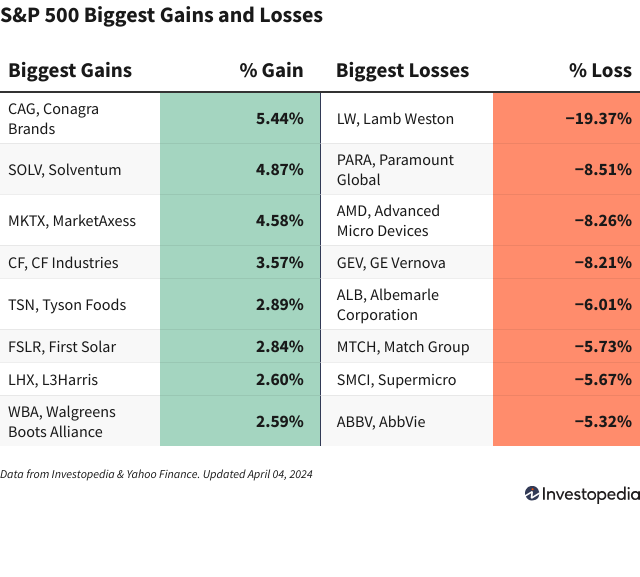 S&P 500 Biggest Gains and Losses
Biggest Gains % Gain Biggest Losses % Loss
CAG, Conagra
Brands 5.44% LW, Lamb Weston −19.37%
SOLV, Solventum 4.87% PARA, Paramount
Global −8.51%
MKTX, MarketAxess 4.58% AMD, Advanced
Micro Devices −8.26%
CF, CF Industries 3.57% GEV, GE Vernova −8.21%
TSN, Tyson Foods 2.89% ALB, Albemarle
Corporation −6.01%
FSLR, First Solar 2.84% MTCH, Match Group −5.73%
LHX, L3Harris 2.60% SMCI, Supermicro −5.67%
WBA, Walgreens
Boots Alliance 2.59% ABBV, AbbVie −5.32%
Data from Investopedia & Yahoo Finance. Updated April 04, 2024
Investopedia